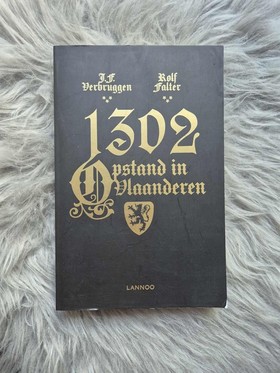 J.F. Rolf
Verbruggen Falter
1302
Opstand in
Vlaanderen
LANNOO